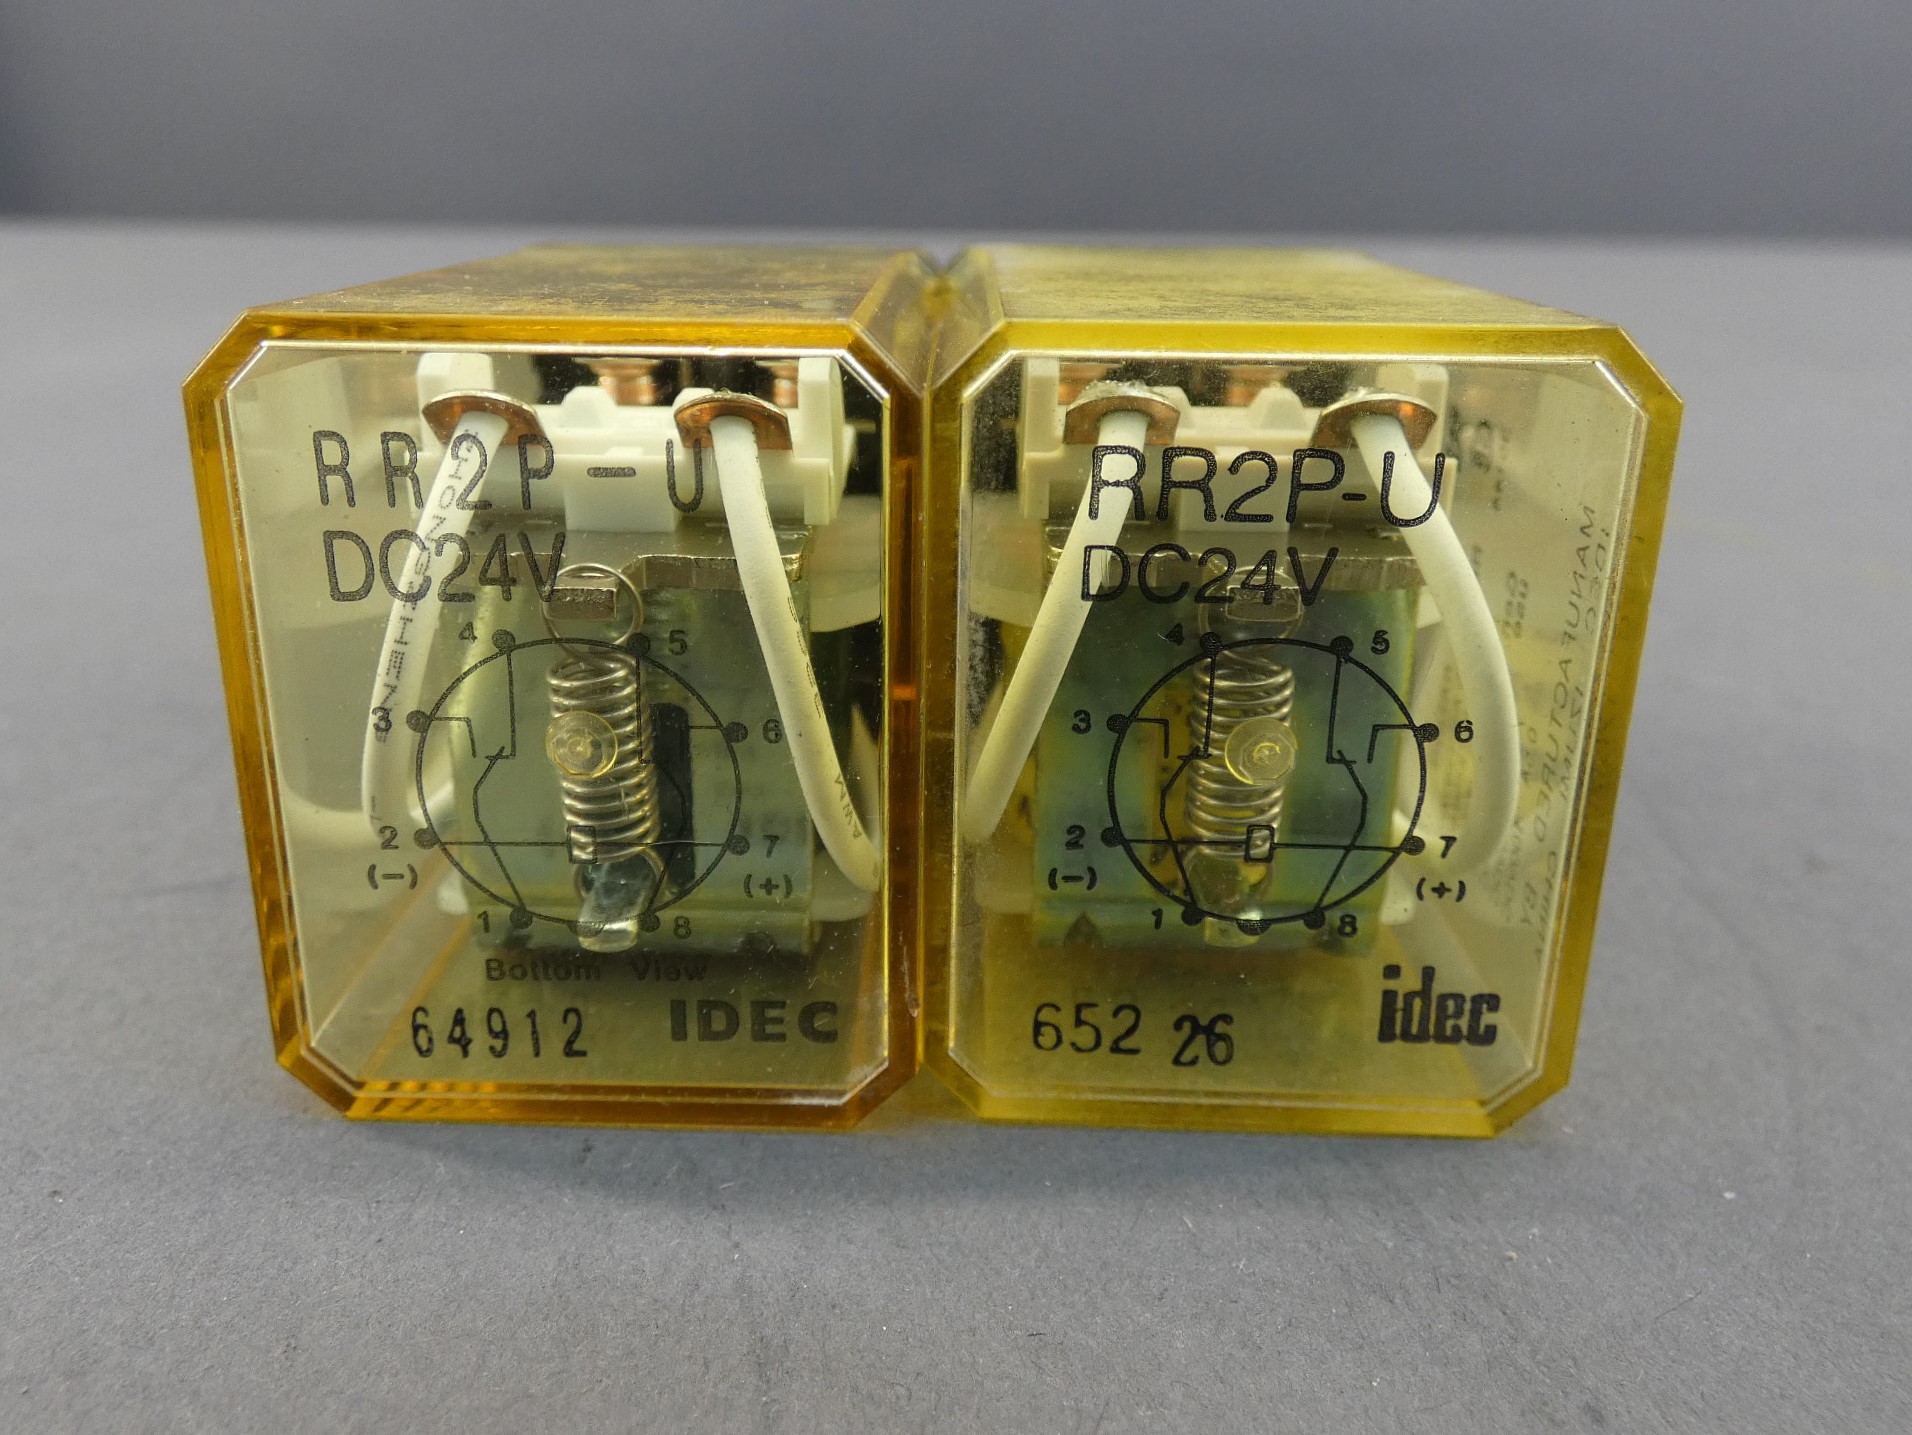 RR2P-U
DC24V
4 5
3 6
2 7
(-) (+)
1 8
Bottom View
64912 IDEC
AWM
RR2P-U
DC24V
4 5
3 6
2 7
(-) (+)
1 8
652 26 idec